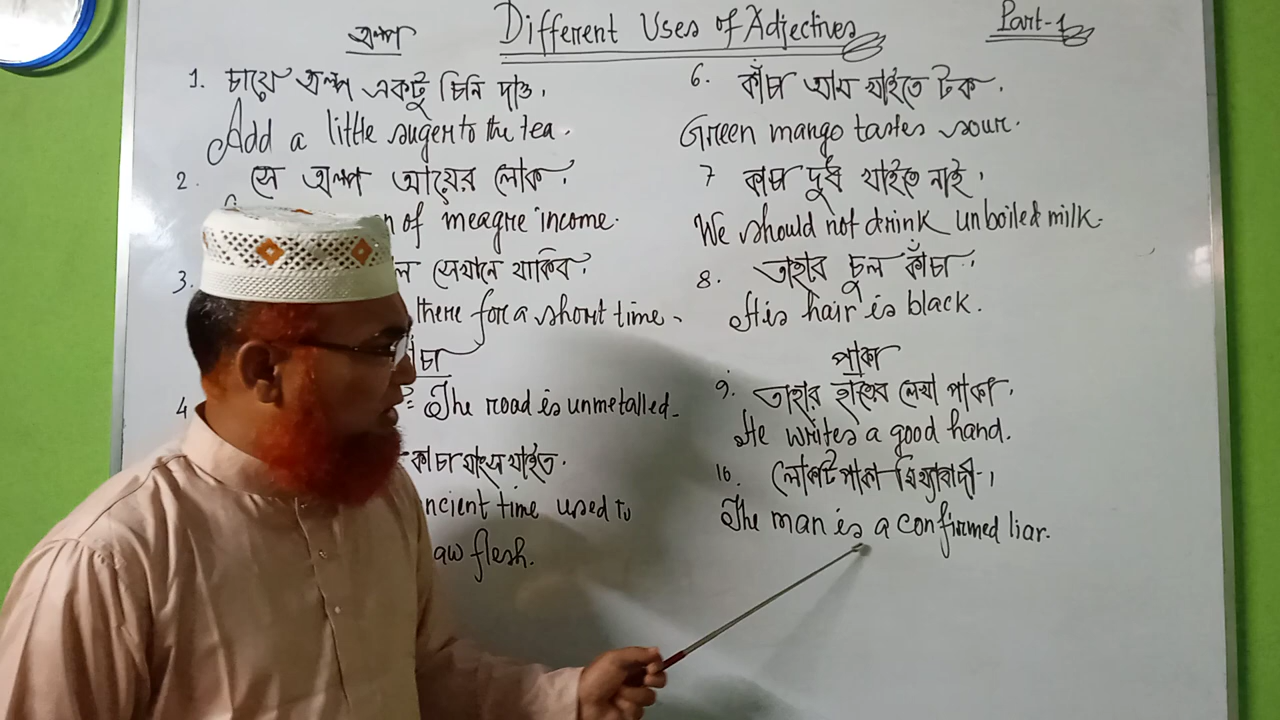 Different Uses of Adjectives
Part-1
অল্প
1. চায়ে অল্প একটু চিনি দাও।
Add a little suger to the tea.
2. সে অল্প আয়ের লোক।
of meagre income.
3. সেখানে থাকিব।
there for a short time.
4 The road is unmetalled.
কাচা মাংস খাইতে.
ncient time used to
aw flesh.
6. কাঁচা আম খাইতে টক.
Green mango tastes sour.
7 কাচা দুধ খাইতে নাই।
We should not drink unboiled milk.
8. তাহার চুল কাঁচা।
His hair is black.
পাকা
9. তাহার হাতের লেখা পাকা।
He writes a good hand.
10. লোকটি পাকা মিথ্যাবাদী।
The man is a confirmed liar.